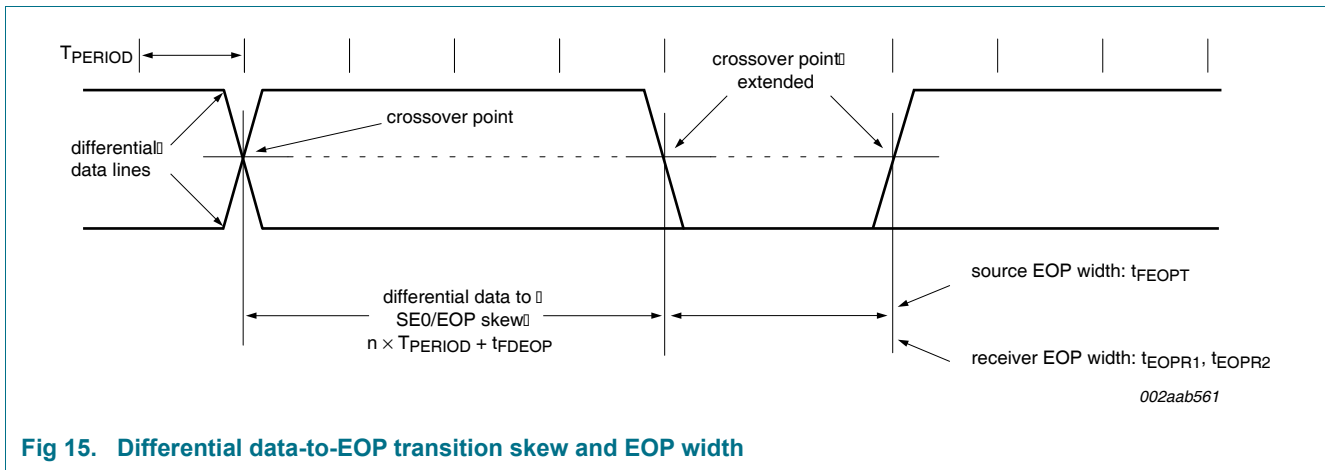 TPERIOD
crossover point
extended
crossover point
differential
data lines
source EOP width: tFEOPT
differential data to
SE0/EOP skew
n × TPERIOD + tFDEOP
receiver EOP width: tEOPR1, tEOPR2
002aab561
Fig 15. Differential data-to-EOP transition skew and EOP width